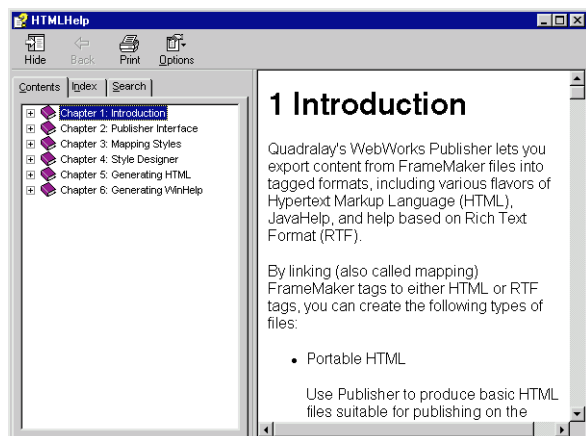 HTMLHelp
Hide Back Print Options
Contents Index Search
Chapter 1: Introduction
Chapter 2: Publisher Interface
Chapter 3: Mapping Styles
Chapter 4: Style Designer
Chapter 5: Generating HTML
Chapter 6: Generating WinHelp
1 Introduction
Quadralay's WebWorks Publisher lets you
export content from FrameMaker files into
tagged formats, including various flavors of
Hypertext Markup Language (HTML),
JavaHelp, and help based on Rich Text
Format (RTF).
By linking (also called mapping)
FrameMaker tags to either HTML or RTF
tags, you can create the following types of
files:
• Portable HTML
Use Publisher to produce basic HTML
files suitable for publishing on the